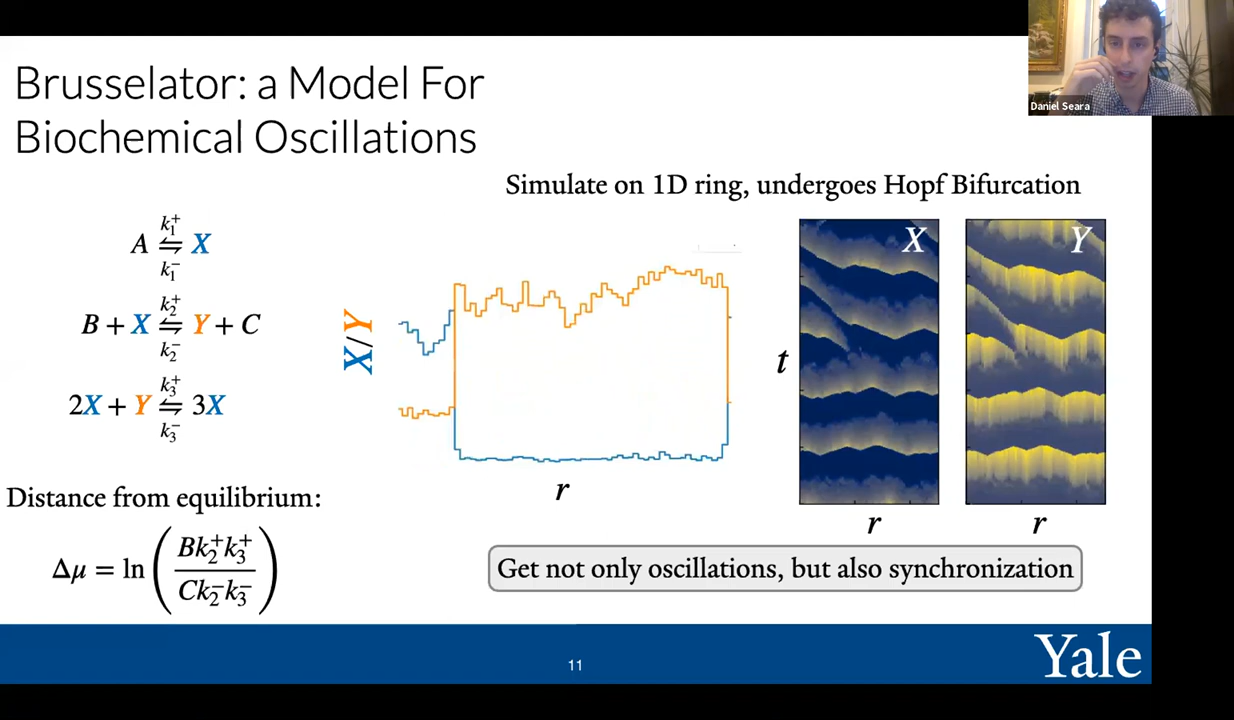 Daniel Seara
Brusselator: a Model For
Biochemical Oscillations
Simulate on 1D ring, undergoes Hopf Bifurcation
A ⇋ X
k₁⁺
k₁⁻
B + X ⇋ Y + C
k₂⁺
k₂⁻
2X + Y ⇋ 3X
k₃⁺
k₃⁻
Distance from equilibrium:
Δμ = ln(Bk₂⁺k₃⁺ / Ck₂⁻k₃⁻)
X/Y
r
t
X
Y
r
r
Get not only oscillations, but also synchronization
11
Yale